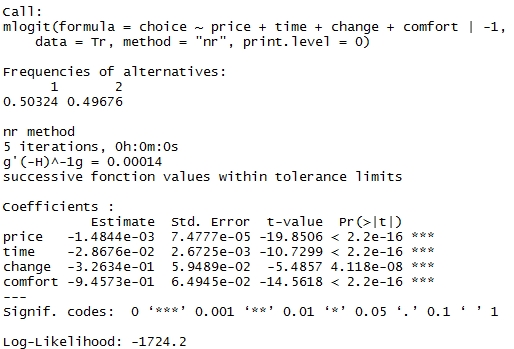 Call:
mlogit(formula = choice ~ price + time + change + comfort | -1,
    data = Tr, method = "nr", print.level = 0)
Frequencies of alternatives:
      1       2
0.50324 0.49676
nr method
5 iterations, 0h:0m:0s
g'(-H)^-1g = 0.00014
successive fonction values within tolerance limits
Coefficients :
           Estimate  Std. Error  t-value  Pr(>|t|)
price   -1.4844e-03  7.4777e-05 -19.8506 < 2.2e-16 ***
time    -2.8676e-02  2.6725e-03 -10.7299 < 2.2e-16 ***
change  -3.2634e-01  5.9489e-02  -5.4857 4.118e-08 ***
comfort -9.4573e-01  6.4945e-02 -14.5618 < 2.2e-16 ***
---
Signif. codes:  0 ‘***’ 0.001 ‘**’ 0.01 ‘*’ 0.05 ‘.’ 0.1 ‘ ’ 1
Log-Likelihood: -1724.2